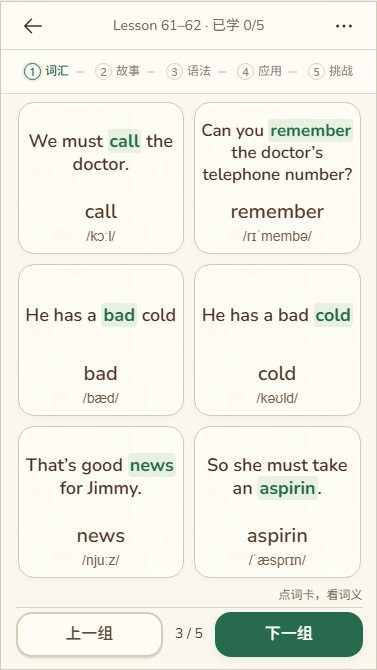 Lesson 61–62 · 已学 0/5
1 词汇 – 2 故事 – 3 语法 – 4 应用 – 5 挑战
We must call the
doctor.
call
/kɔːl/
Can you remember
the doctor’s
telephone number?
remember
/rɪˈmembə/
He has a bad cold
bad
/bæd/
He has a bad cold
cold
/kəʊld/
That’s good news
for Jimmy.
news
/njuːz/
So she must take
an aspirin.
aspirin
/ˈæsprɪn/
点词卡，看词义
上一组
3 / 5
下一组